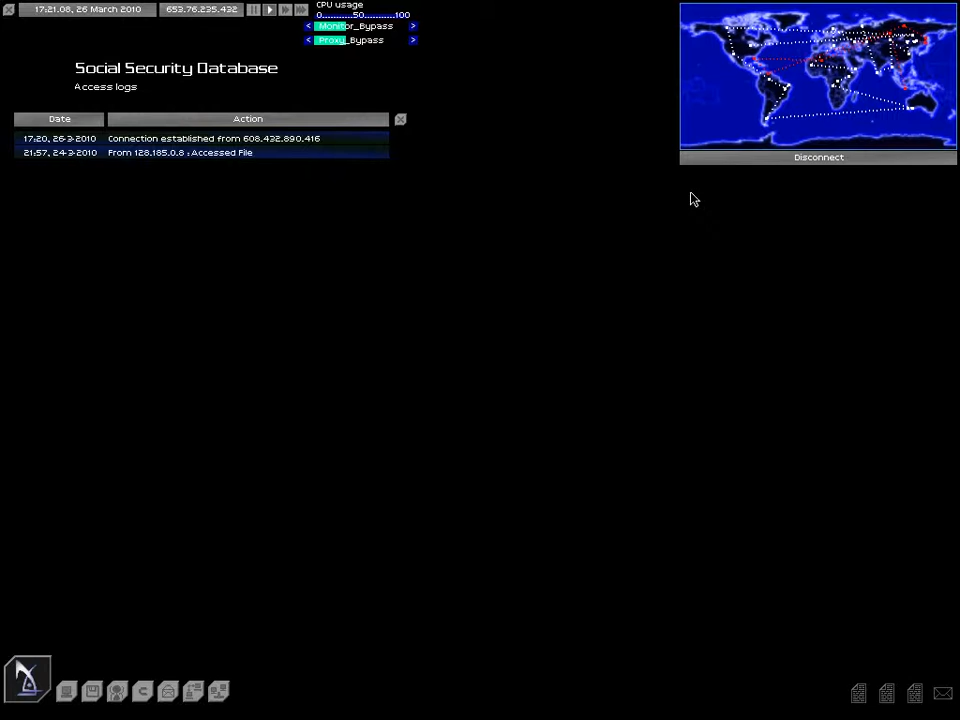 17:21.08, 26 March 2010
653.76.235.432
CPU usage
0..........50..........100
< Monitor_Bypass >
< Proxy_Bypass >
Social Security Database
Access logs
Date
Action
17:20, 26-3-2010
Connection established from 608.432.890.416
21:57, 24-3-2010
From 128.185.0.8 : Accessed File
Disconnect